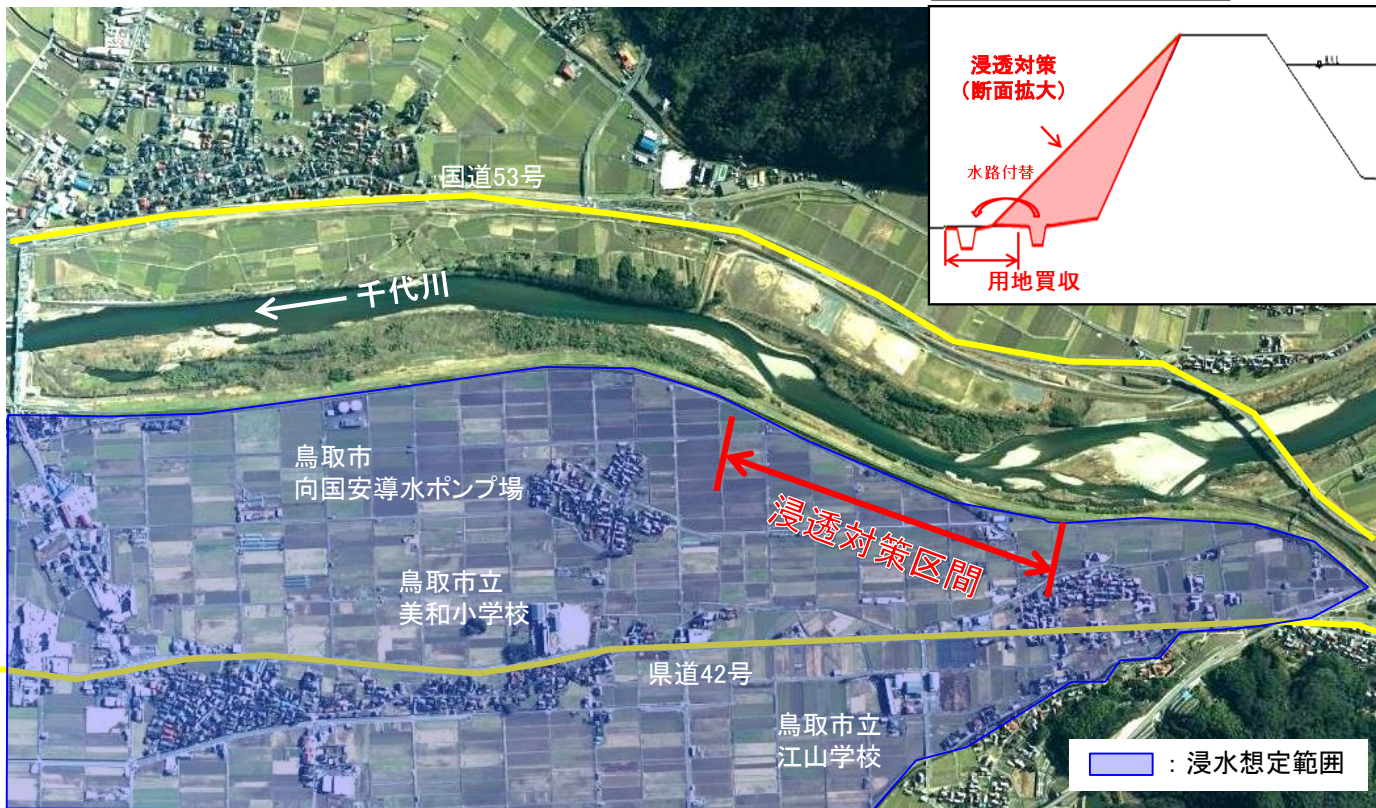 浸透対策
（断面拡大）
水路付替
用地買収
国道53号
千代川
鳥取市
向国安導水ポンプ場
浸透対策区間
鳥取市立
美和小学校
県道42号
鳥取市立
江山学校
：浸水想定範囲